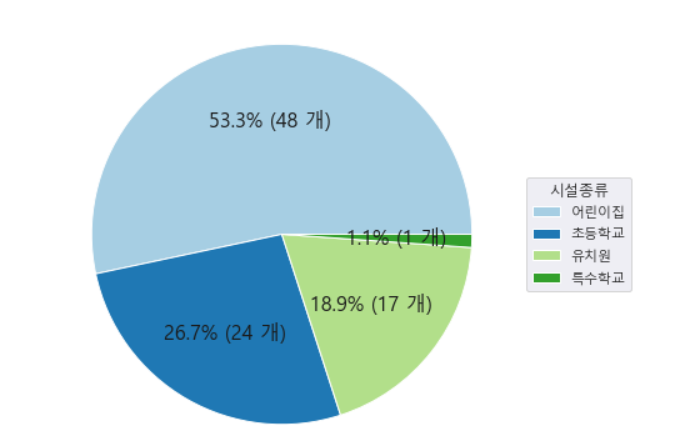 53.3% (48 개)
1.1% (1 개)
18.9% (17 개)
26.7% (24 개)
시설종류
어린이집
초등학교
유치원
특수학교